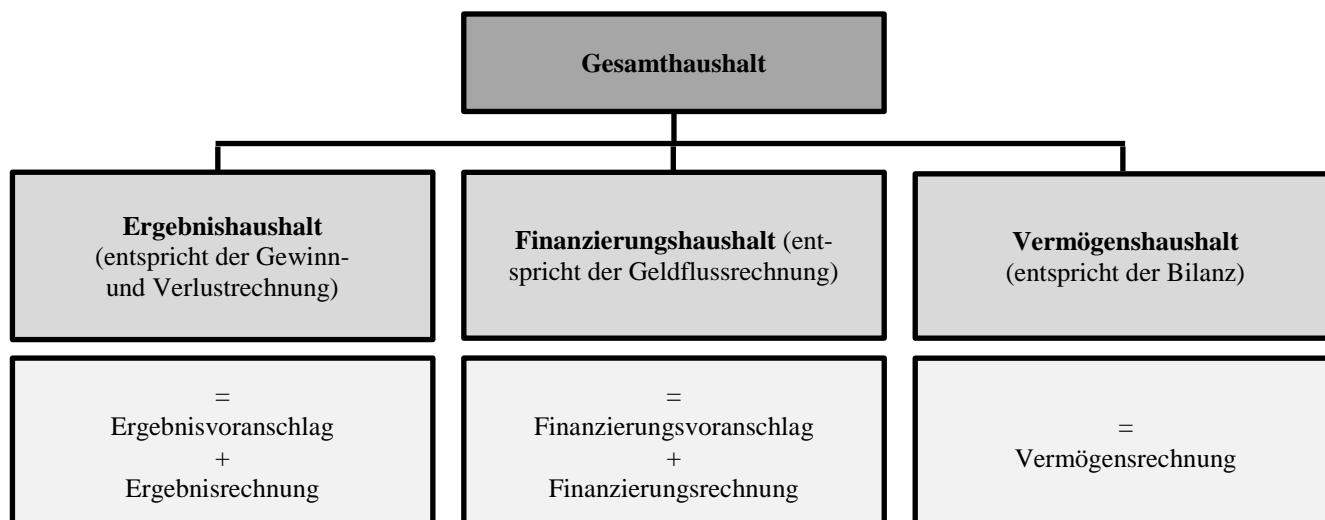 Gesamthaushalt
Ergebnishaushalt
(entspricht der Gewinn-
und Verlustrechnung)
Finanzierungshaushalt (ent-
spricht der Geldflussrechnung)
Vermögenshaushalt
(entspricht der Bilanz)
=
Ergebnisvoranschlag
+
Ergebnisrechnung
=
Finanzierungsvoranschlag
+
Finanzierungsrechnung
=
Vermögensrechnung